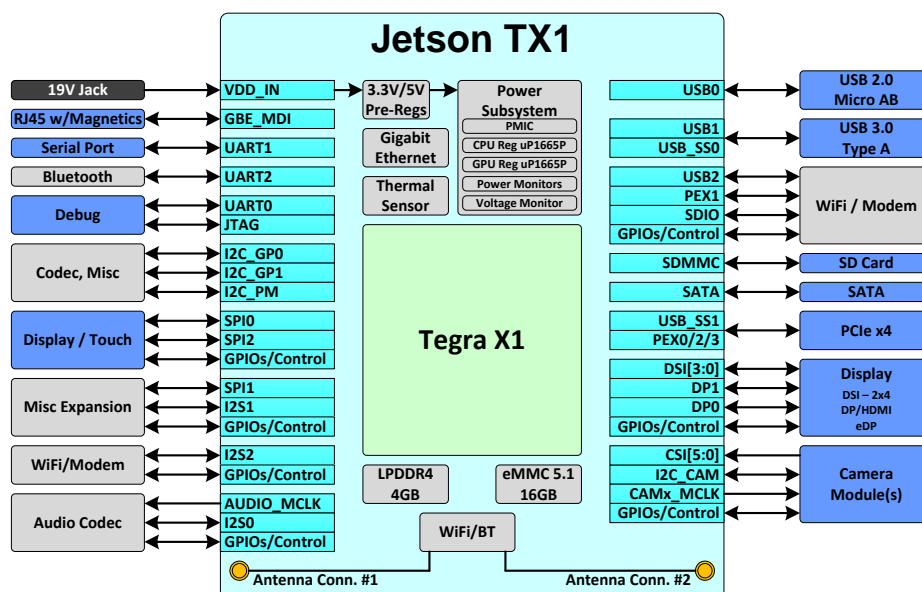 Jetson TX1
19V Jack
RJ45 w/Magnetics
Serial Port
Bluetooth
Debug
Codec, Misc
Display / Touch
Misc Expansion
WiFi/Modem
Audio Codec
VDD_IN
GBE_MDI
UART1
UART2
UART0
JTAG
I2C_GP0
I2C_GP1
I2C_PM
SPI0
SPI2
GPIOs/Control
SPI1
I2S1
GPIOs/Control
I2S2
GPIOs/Control
AUDIO_MCLK
I2S0
GPIOs/Control
3.3V/5V
Pre-Regs
Gigabit
Ethernet
Thermal
Sensor
Power
Subsystem
PMIC
CPU Reg uP1665P
GPU Reg uP1665P
Power Monitors
Voltage Monitor
Tegra X1
LPDDR4
4GB
eMMC 5.1
16GB
WiFi/BT
Antenna Conn. #1
Antenna Conn. #2
USB0
USB1
USB_SS0
USB2
PEX1
SDIO
GPIOs/Control
SDMMC
SATA
USB_SS1
PEX0/2/3
DSI[3:0]
DP1
DP0
GPIOs/Control
CSI[5:0]
I2C_CAM
CAMx_MCLK
GPIOs/Control
USB 2.0
Micro AB
USB 3.0
Type A
WiFi / Modem
SD Card
SATA
PCIe x4
Display
DSI – 2x4
DP/HDMI
eDP
Camera
Module(s)